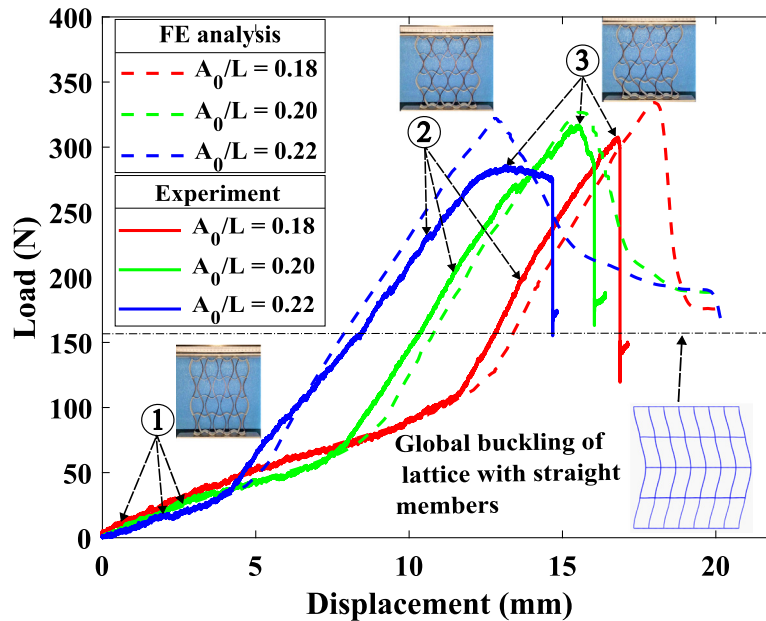 400
350
300
250
200
150
100
50
0
Load (N)
FE analysis
A0/L = 0.18
A0/L = 0.20
A0/L = 0.22
Experiment
A0/L = 0.18
A0/L = 0.20
A0/L = 0.22
1
2
3
Global buckling of
lattice with straight
members
0
5
10
15
20
Displacement (mm)